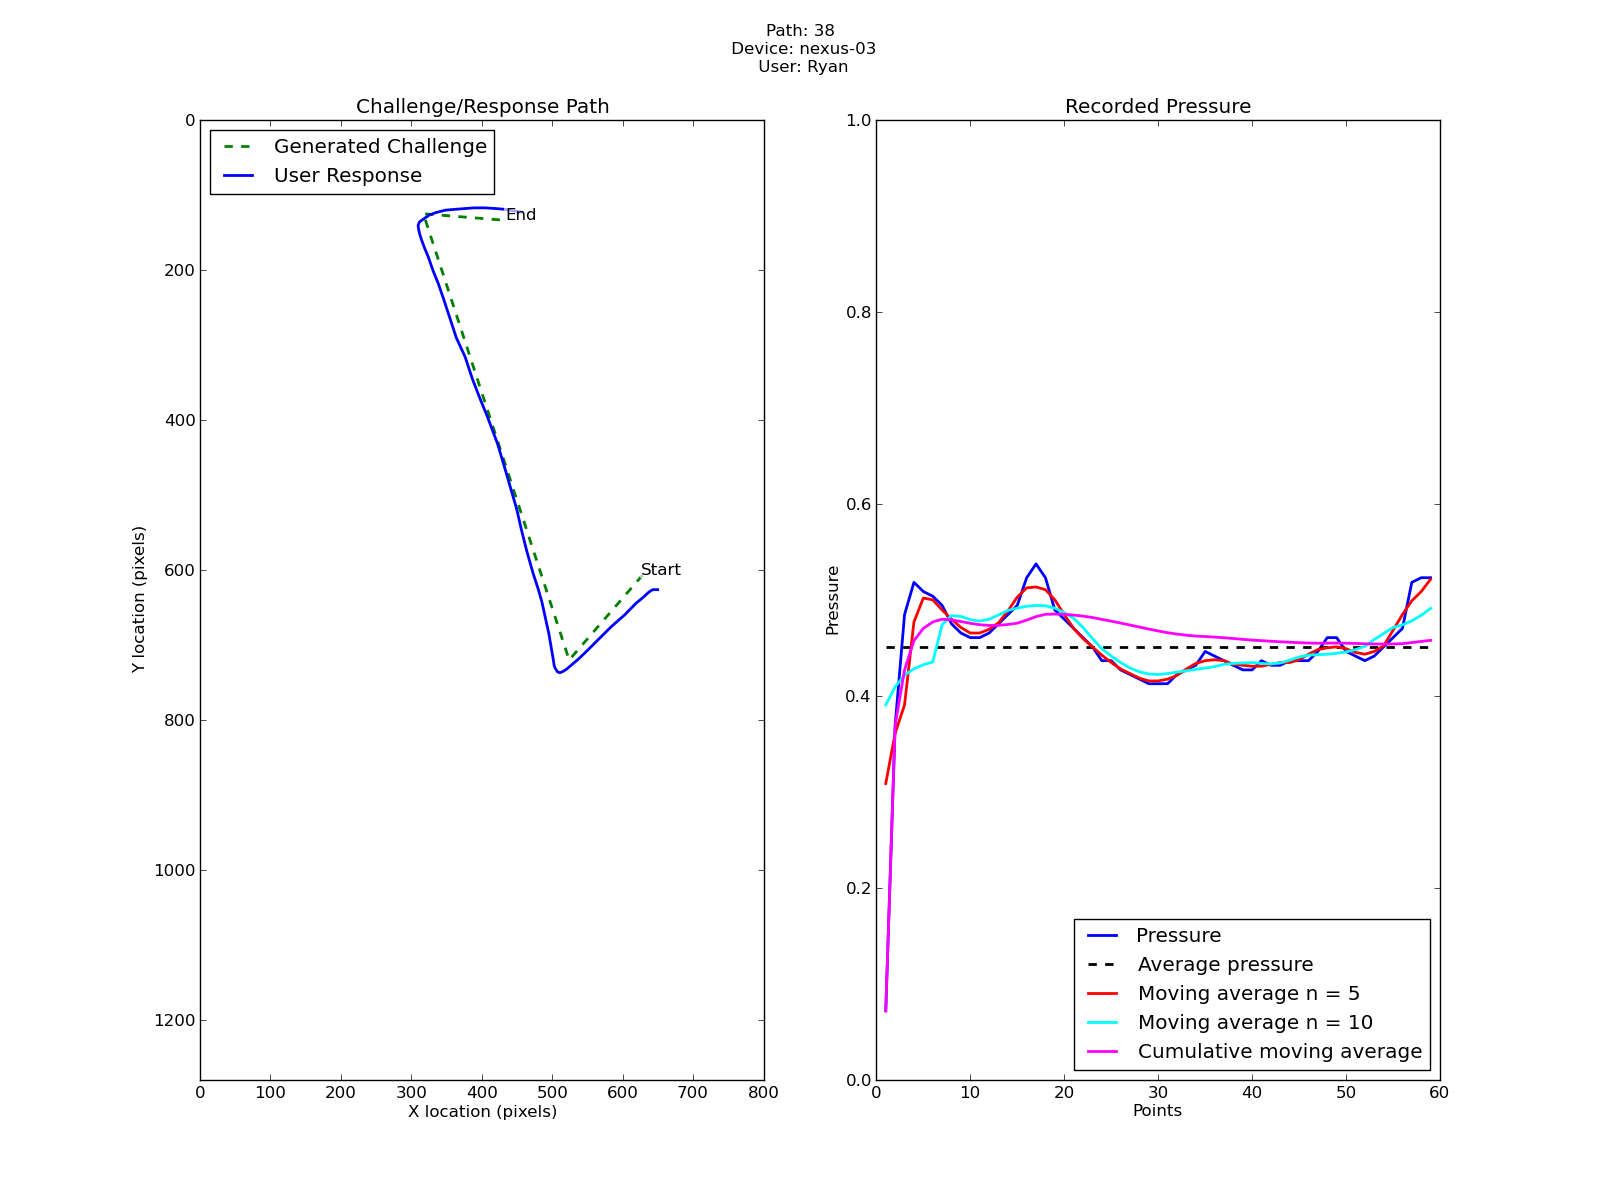 Path: 38
Device: nexus-03
User: Ryan
Challenge/Response Path
Generated Challenge
User Response
End
Start
0
200
400
600
800
1000
1200
Y location (pixels)
0 100 200 300 400 500 600 700 800
X location (pixels)
Recorded Pressure
1.0
0.8
0.6
0.4
0.2
0.0
Pressure
Pressure
Average pressure
Moving average n = 5
Moving average n = 10
Cumulative moving average
0 10 20 30 40 50 60
Points